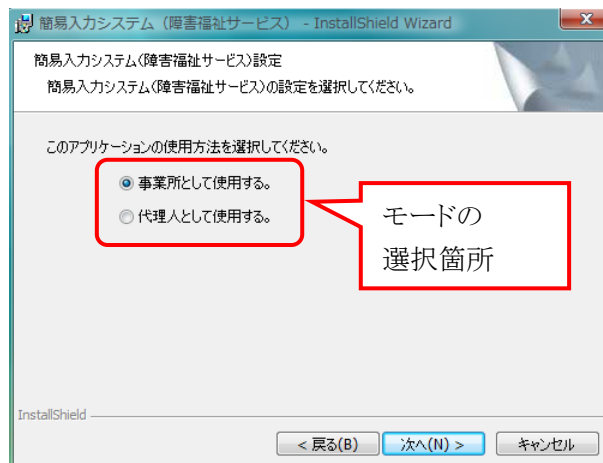 簡易入力システム（障害福祉サービス） - InstallShield Wizard
簡易入力システム(障害福祉サービス)設定
簡易入力システム(障害福祉サービス)の設定を選択してください。
このアプリケーションの使用方法を選択してください。
事業所として使用する。
代理人として使用する。
モードの
選択箇所
InstallShield
< 戻る(B)
次へ(N) >
キャンセル